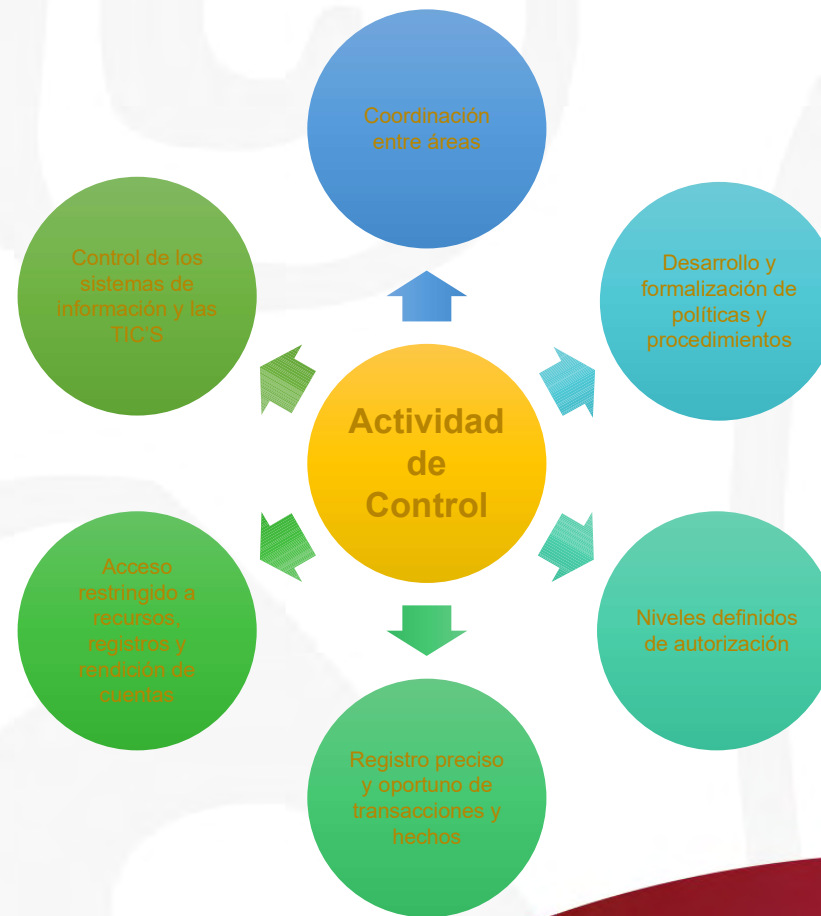 Coordinación
entre áreas
Desarrollo y
formalización de
políticas y
procedimientos
Niveles definidos
de autorización
Registro preciso
y oportuno de
transacciones y
hechos
Acceso
restringido a
recursos,
registros y
rendición de
cuentas
Control de los
sistemas de
información y las
TIC'S
Actividad
de
Control